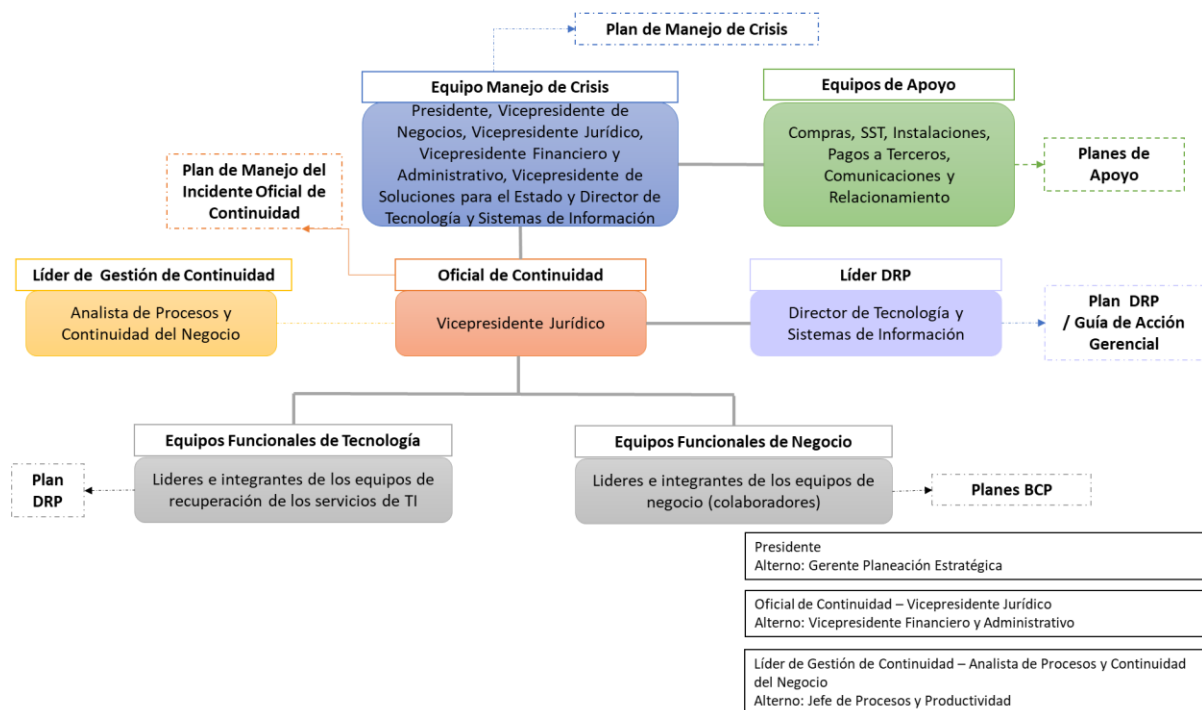 Plan de Manejo de Crisis
Equipo Manejo de Crisis
Presidente, Vicepresidente de
Negocios, Vicepresidente Jurídico,
Vicepresidente Financiero y
Administrativo, Vicepresidente de
Soluciones para el Estado y Director de
Tecnología y Sistemas de Información
Equipos de Apoyo
Compras, SST, Instalaciones,
Pagos a Terceros,
Comunicaciones y
Relacionamiento
Planes de
Apoyo
Plan de Manejo del
Incidente Oficial de
Continuidad
Líder de Gestión de Continuidad
Analista de Procesos y
Continuidad del Negocio
Oficial de Continuidad
Vicepresidente Jurídico
Líder DRP
Director de Tecnología y
Sistemas de Información
Plan DRP
/ Guía de Acción
Gerencial
Equipos Funcionales de Tecnología
Lideres e integrantes de los equipos de
recuperación de los servicios de TI
Plan
DRP
Equipos Funcionales de Negocio
Lideres e integrantes de los equipos de
negocio (colaboradores)
Planes BCP
Presidente
Alterno: Gerente Planeación Estratégica
Oficial de Continuidad – Vicepresidente Jurídico
Alterno: Vicepresidente Financiero y Administrativo
Líder de Gestión de Continuidad – Analista de Procesos y Continuidad
del Negocio
Alterno: Jefe de Procesos y Productividad